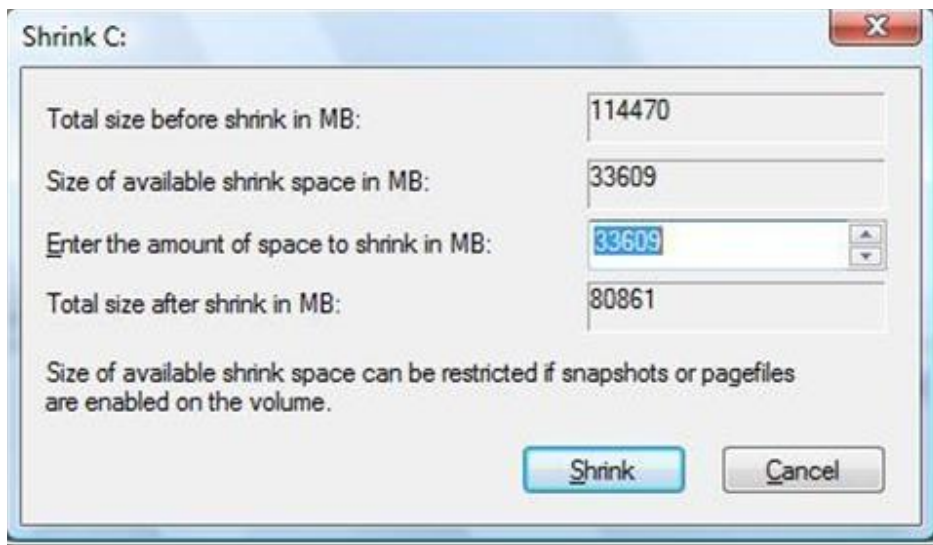 Shrink C:
Total size before shrink in MB: 114470
Size of available shrink space in MB: 33609
Enter the amount of space to shrink in MB: 33609
Total size after shrink in MB: 80861
Size of available shrink space can be restricted if snapshots or pagefiles
are enabled on the volume.
Shrink Cancel